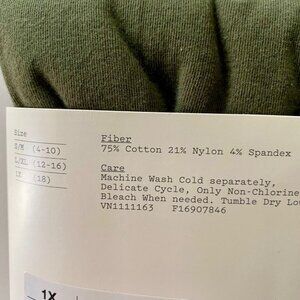 Size
S/M (4-10)
L/XL (12-16)
1X (18)
Fiber
75% Cotton 21% Nylon 4% Spandex
Care
Machine Wash Cold separately,
Delicate Cycle, Only Non-Chlorine
Bleach When needed. Tumble Dry Lo
VN1111163 F16907846
1X